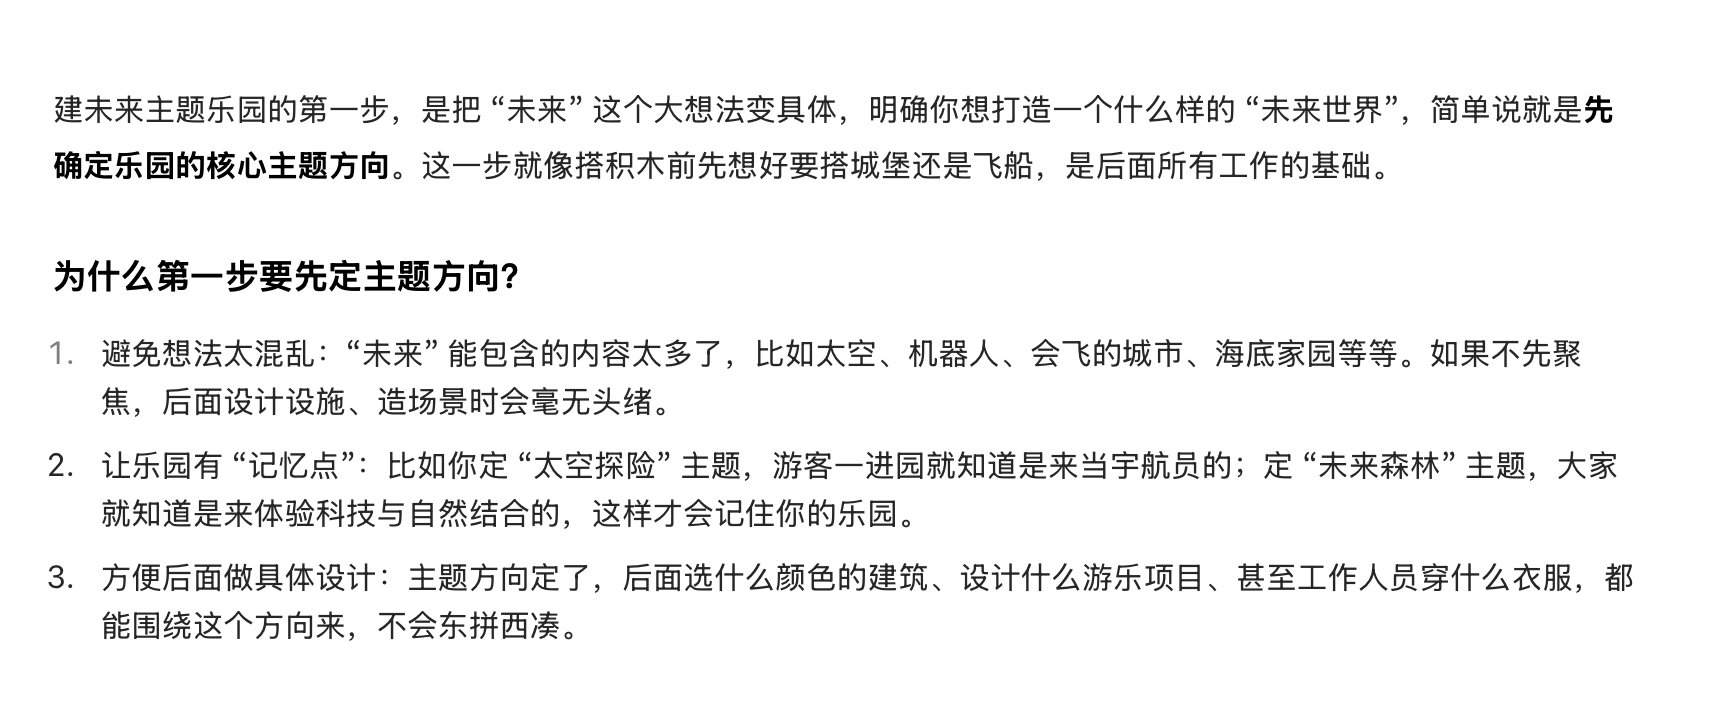 建未来主题乐园的第一步，是把 “未来” 这个大想法变具体，明确你想打造一个什么样的 “未来世界”，简单说就是先
确定乐园的核心主题方向。这一步就像搭积木前先想好要搭城堡还是飞船，是后面所有工作的基础。
为什么第一步要先定主题方向？
1. 避免想法太混乱：“未来” 能包含的内容太多了，比如太空、机器人、会飞的城市、海底家园等等。如果不先聚
焦，后面设计设施、造场景时会毫无头绪。
2. 让乐园有 “记忆点”：比如你定 “太空探险” 主题，游客一进园就知道是来当宇航员的；定 “未来森林” 主题，大家
就知道是来体验科技与自然结合的，这样才会记住你的乐园。
3. 方便后面做具体设计：主题方向定了，后面选什么颜色的建筑、设计什么游乐项目、甚至工作人员穿什么衣服，都
能围绕这个方向来，不会东拼西凑。